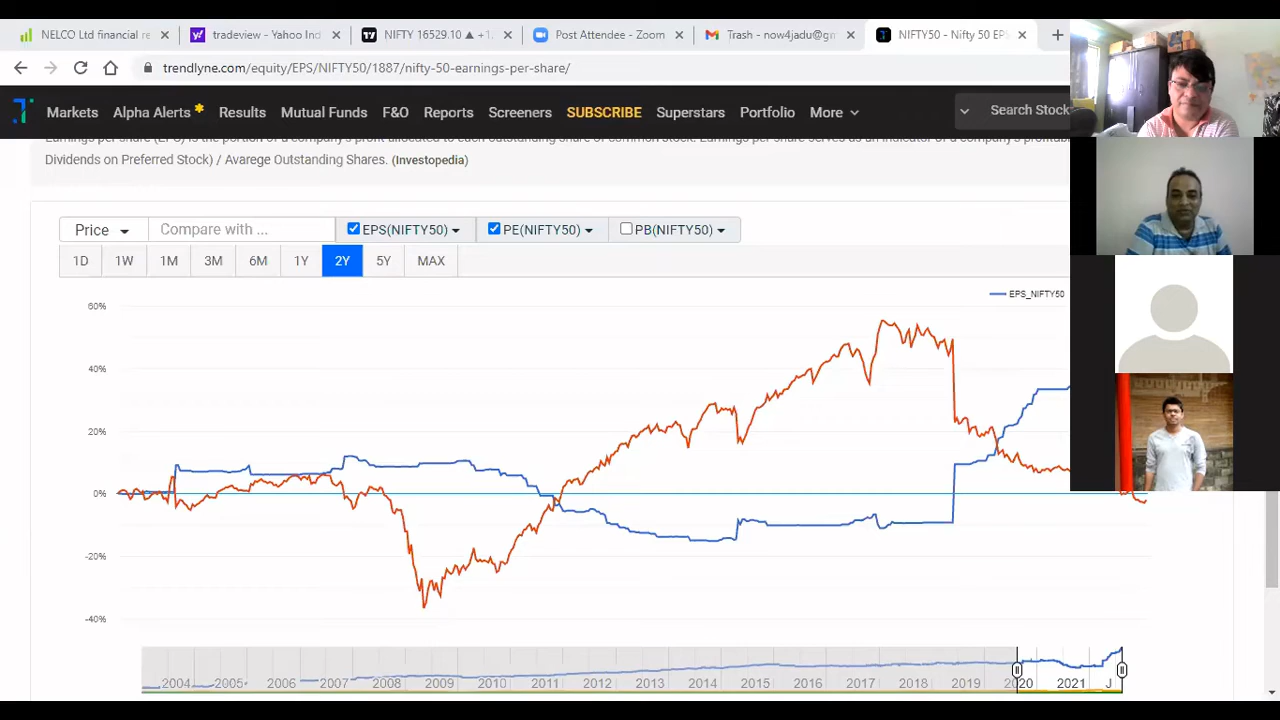 NELCO Ltd financial re
tradeview - Yahoo Ind
NIFTY 16529.10 ▲ +1.
Post Attendee - Zoom
Trash - now4jadu@gm
NIFTY50 - Nifty 50 EPS
trendlyne.com/equity/EPS/NIFTY50/1887/nifty-50-earnings-per-share/
Markets Alpha Alerts Results Mutual Funds F&O Reports Screeners SUBSCRIBE Superstars Portfolio More Search Stock
Dividends on Preferred Stock) / Avarege Outstanding Shares. (Investopedia)
Price Compare with ... EPS(NIFTY50) PE(NIFTY50) PB(NIFTY50)
1D 1W 1M 3M 6M 1Y 2Y 5Y MAX
EPS_NIFTY50
60%
40%
20%
0%
-20%
-40%
2004 2005 2006 2007 2008 2009 2010 2011 2012 2013 2014 2015 2016 2017 2018 2019 2020 2021 J